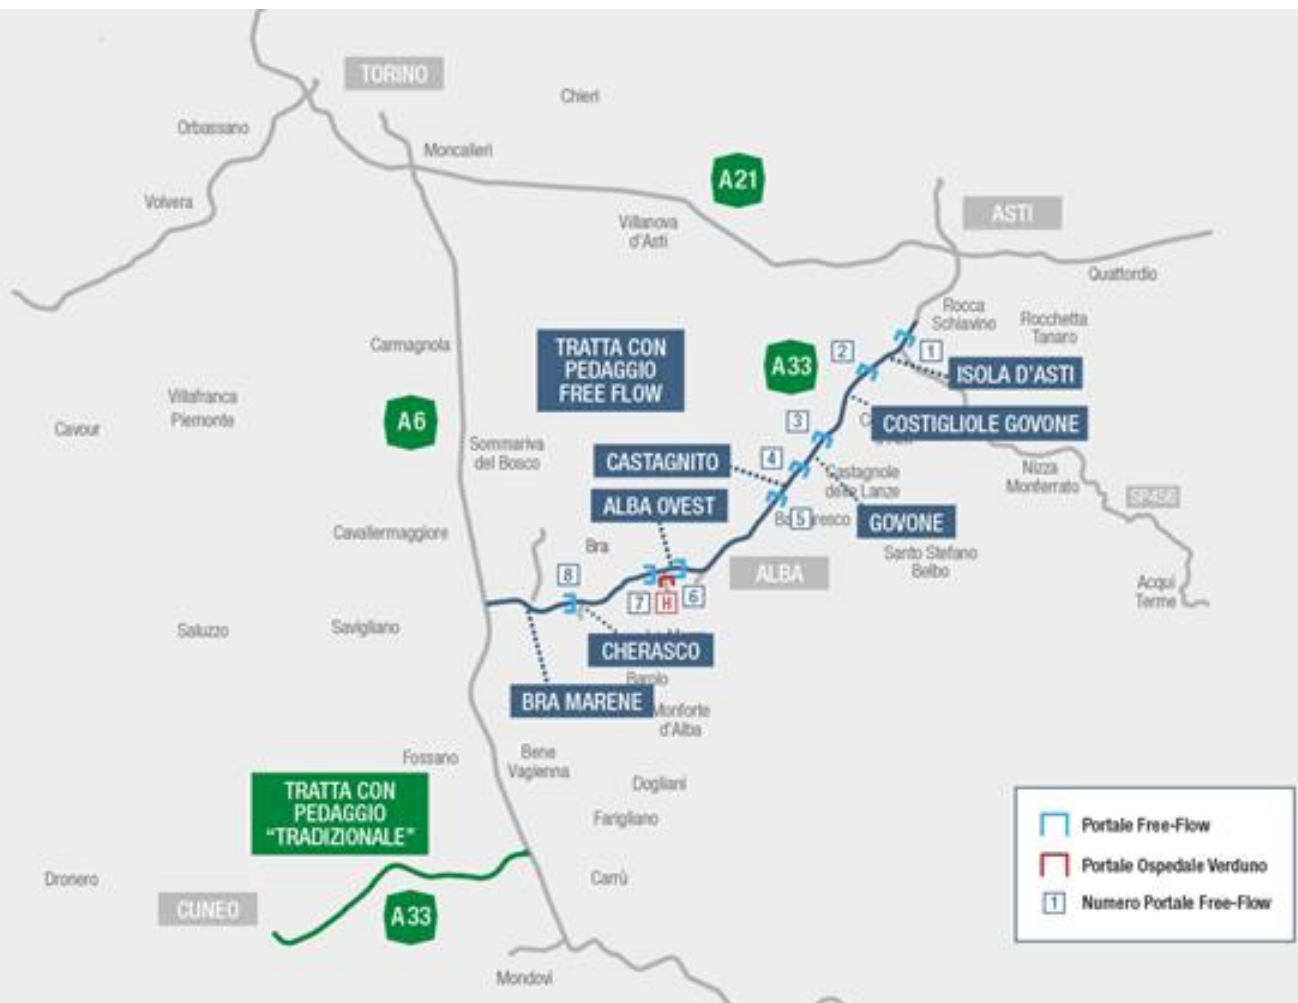 TORINO
Chieri
Orbassano
Moncalieri
A21
Volvera
ASTI
Villanova
d'Asti
Quattordio
Rocca
Schiavino
Rocchetta
Tanaro
Carmagnola
TRATTA CON
PEDAGGIO
FREE FLOW
A33
2
1
ISOLA D'ASTI
Villafranca
Piemonte
Cavour
A6
COSTIGLIOLE GOVONE
3
Sommariva
del Bosco
CASTAGNITO
4
Castagnole
delle Lanze
Nizza
Monferrato
SP456
ALBA OVEST
5
GOVONE
Cavallermaggiore
Bra
Santo Stefano
Belbo
ALBA
8
7
H
6
Acqui
Terme
Saluzzo
Savigliano
CHERASCO
Barolo
BRA MARENE
Monforte
d'Alba
Fossano
Bene
Vagienna
Dogliani
TRATTA CON
PEDAGGIO
"TRADIZIONALE"
Farigliano
Dronero
Carrù
CUNEO
A33
Mondovì
Portale Free-Flow
Portale Ospedale Verduno
1 Numero Portale Free-Flow